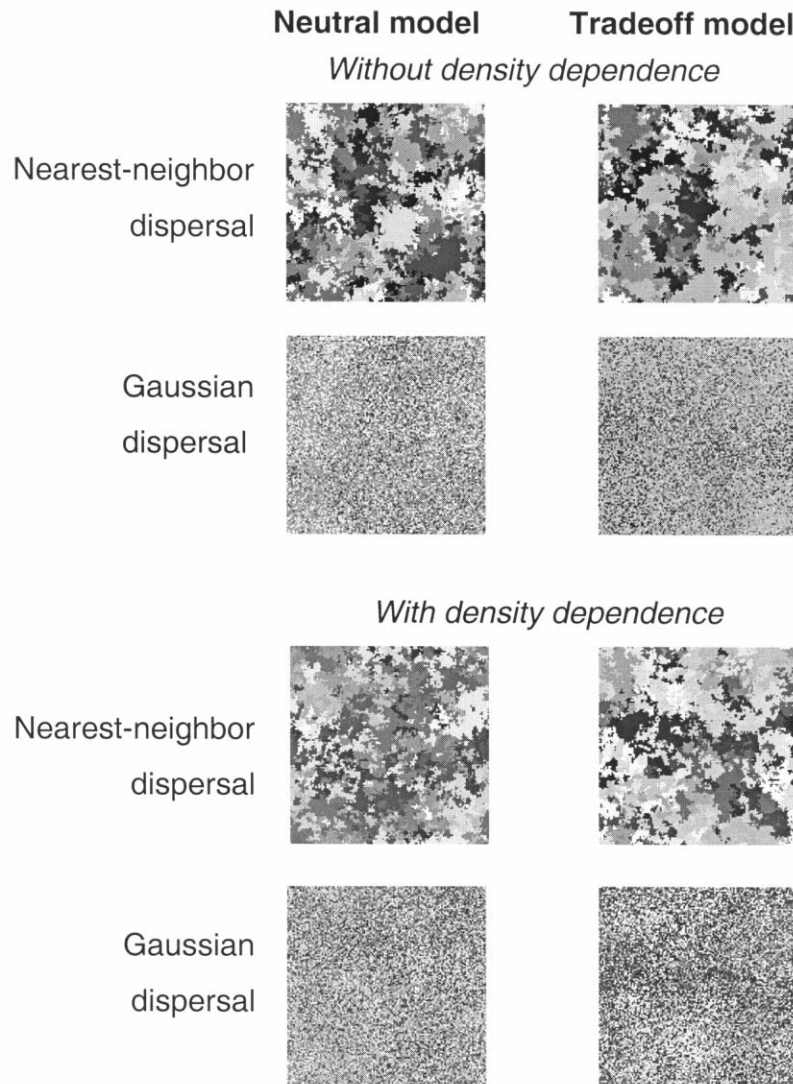 Neutral model Tradeoff model
Without density dependence
Nearest-neighbor
dispersal
Gaussian
dispersal
With density dependence
Nearest-neighbor
dispersal
Gaussian
dispersal